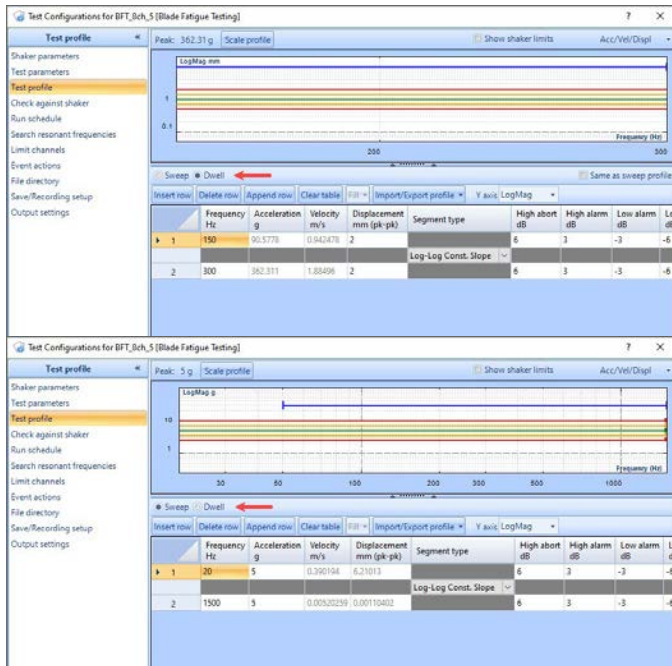 Test Configurations for BFT_8ch_5 [Blade Fatigue Testing] ? ×
Test profile «
Peak: 362.31 g Scale profile Show shaker limits Acc/Vel/Displ
Shaker parameters
Test parameters
Test profile
Check against shaker
Run schedule
Search resonant frequencies
Limit channels
Event actions
File directory
Save/Recording setup
Output settings
LogMag mm
1
0.1
Frequency (Hz)
200 300
Sweep Dwell Same as sweep profile
Insert row Delete row Append row Clear table Fill Import/Export profile Y axis LogMag
Frequency Hz Acceleration g Velocity m/s Displacement mm (pk-pk) Segment type High abort dB High alarm dB Low alarm dB
1 150 90.5778 0.942478 2 6 3 -3 -6
Log-Log Const. Slope
2 300 362.311 1.88496 2 6 3 -3 -6
Test Configurations for BFT_8ch_5 [Blade Fatigue Testing] ? ×
Test profile «
Peak: 5 g Scale profile Show shaker limits Acc/Vel/Displ
Shaker parameters
Test parameters
Test profile
Check against shaker
Run schedule
Search resonant frequencies
Limit channels
Event actions
File directory
Save/Recording setup
Output settings
LogMag g
10
1
Frequency (Hz)
30 50 100 200 300 500 1000
Sweep Dwell
Insert row Delete row Append row Clear table Fill Import/Export profile Y axis LogMag
Frequency Hz Acceleration g Velocity m/s Displacement mm (pk-pk) Segment type High abort dB High alarm dB Low alarm dB
1 20 5 0.390194 6.21013 6 3 -3 -6
Log-Log Const. Slope
2 1500 5 0.00520259 0.00110402 6 3 -3 -6